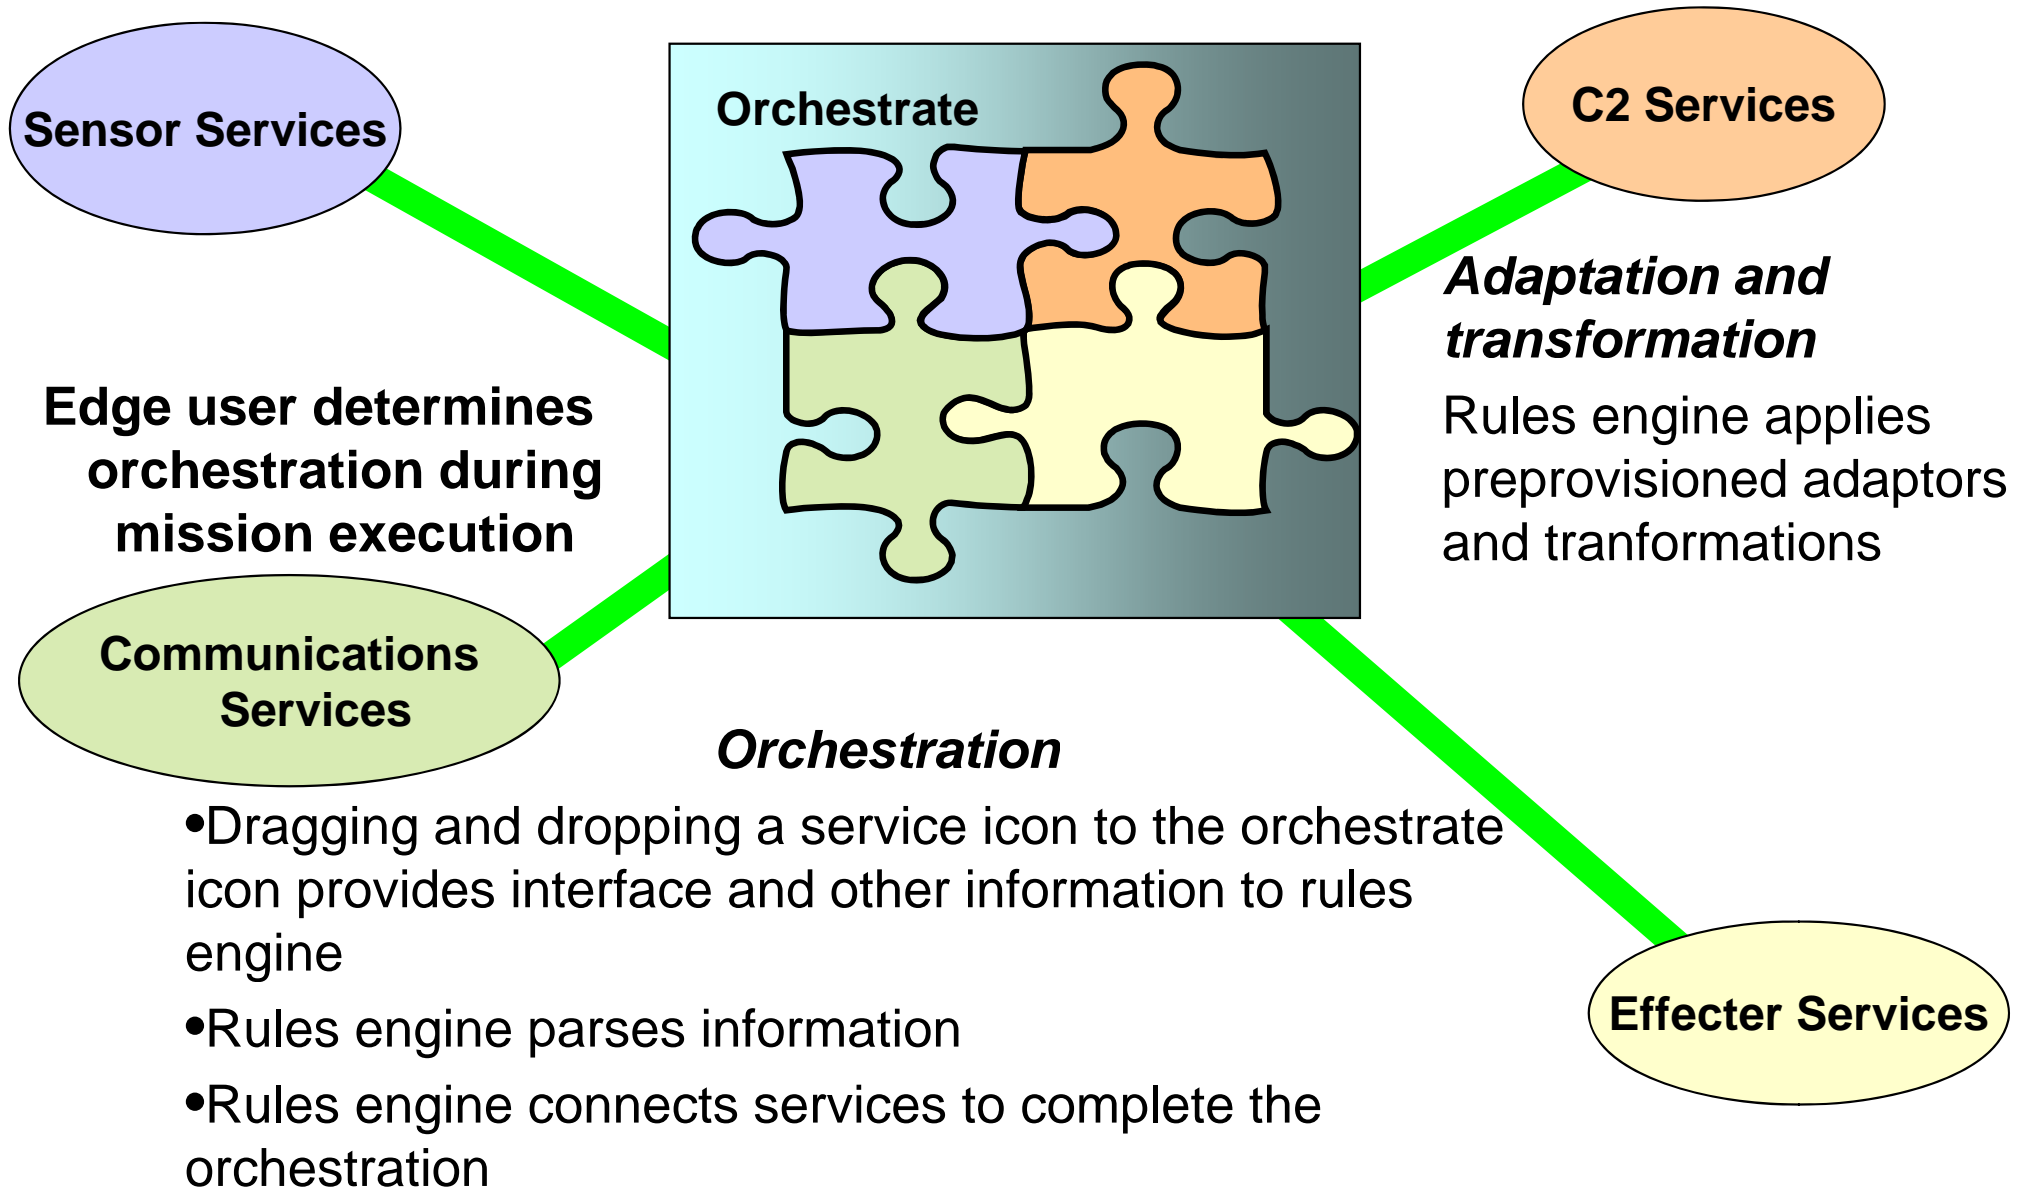 Sensor Services
Orchestrate
C2 Services
Adaptation and
transformation
Rules engine applies
preprovisioned adaptors
and tranformations
Edge user determines
orchestration during
mission execution
Communications
Services
Orchestration
•Dragging and dropping a service icon to the orchestrate
icon provides interface and other information to rules
engine
•Rules engine parses information
•Rules engine connects services to complete the
orchestration
Effecter Services